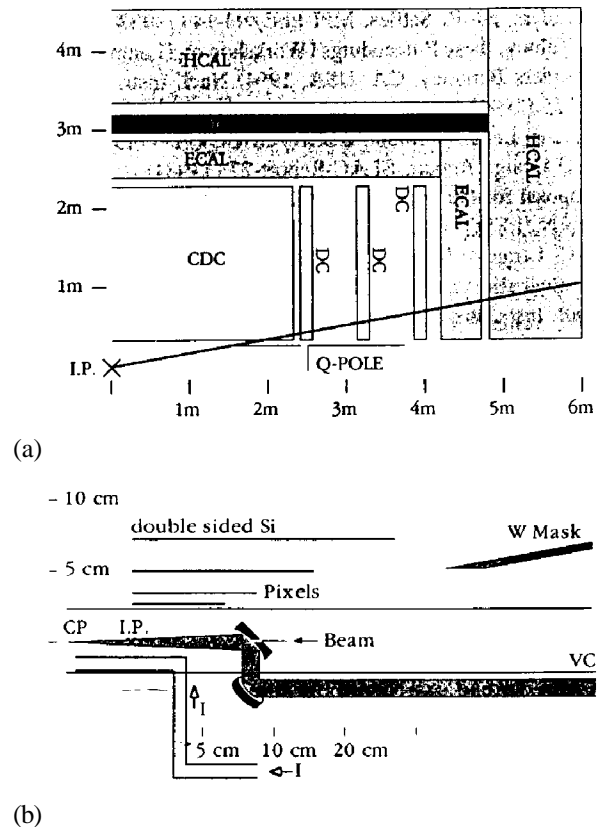 4m
HCAL
3m
ECAL
2m
CDC
DC
DC
DC
ECAL
HCAL
1m
I.P.
Q-POLE
1m 2m 3m 4m 5m 6m
(a)
- 10 cm
double sided Si
W Mask
- 5 cm
Pixels
CP I.P.
Beam
VC
I
5 cm 10 cm 20 cm
I
(b)